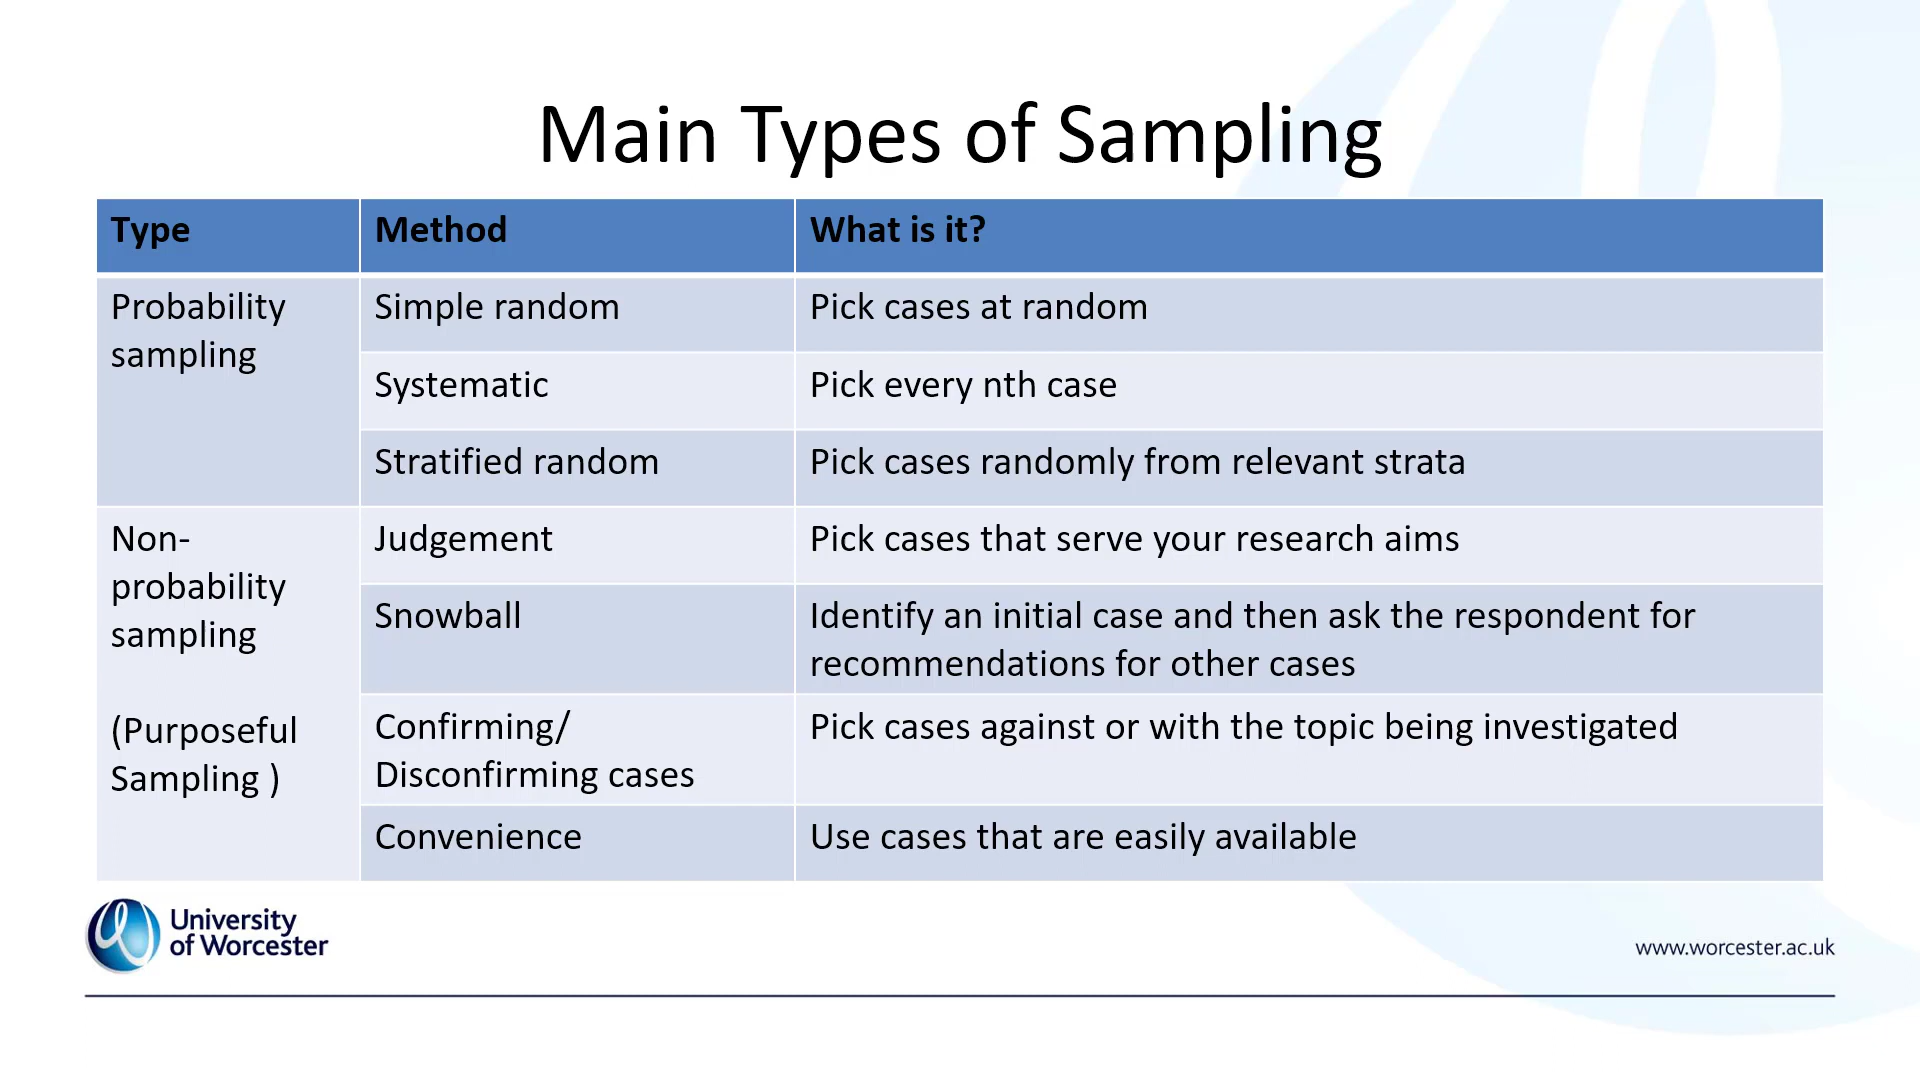 Main Types of Sampling
Type
Method
What is it?
Probability
sampling
Simple random
Pick cases at random
Systematic
Pick every nth case
Stratified random
Pick cases randomly from relevant strata
Non-
probability
sampling
(Purposeful
Sampling )
Judgement
Pick cases that serve your research aims
Snowball
Identify an initial case and then ask the respondent for
recommendations for other cases
Confirming/
Disconfirming cases
Pick cases against or with the topic being investigated
Convenience
Use cases that are easily available
University
of Worcester
www.worcester.ac.uk